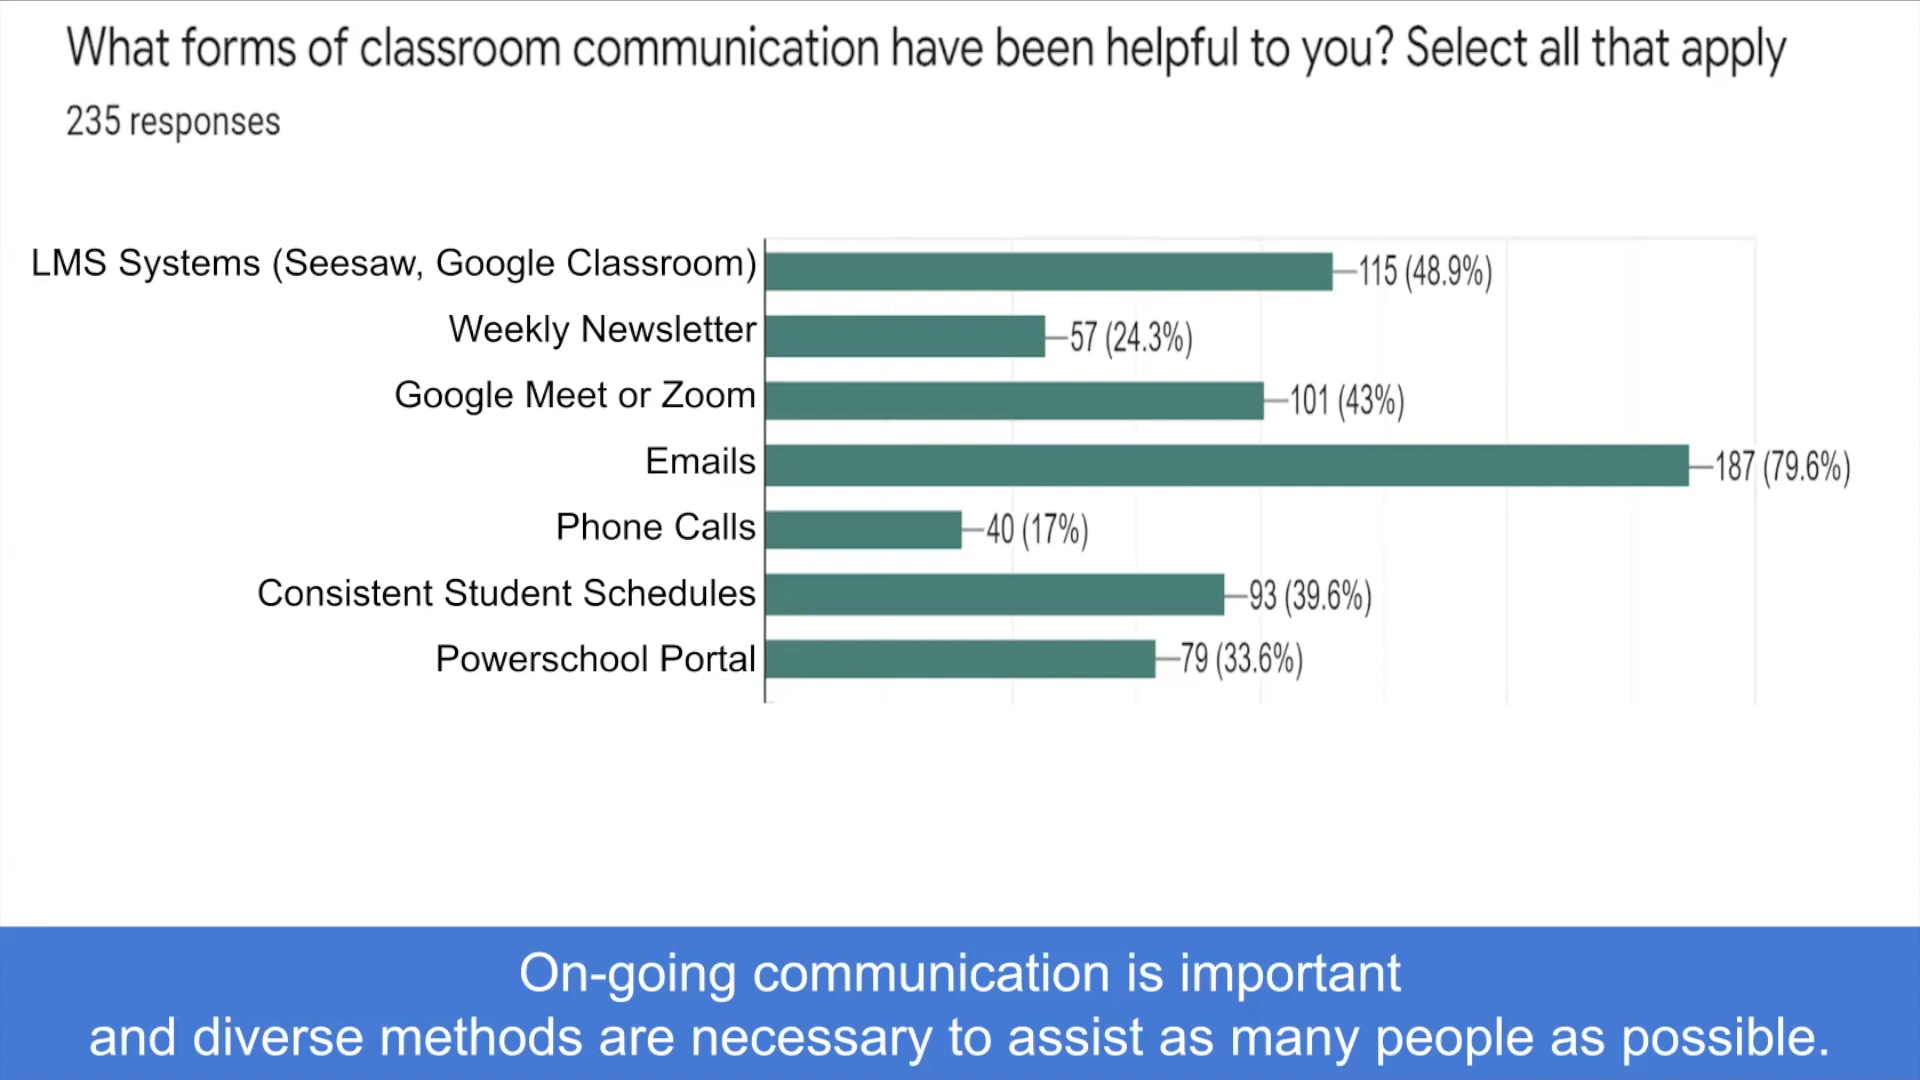 What forms of classroom communication have been helpful to you? Select all that apply
235 responses
LMS Systems (Seesaw, Google Classroom) 115 (48.9%)
Weekly Newsletter 57 (24.3%)
Google Meet or Zoom 101 (43%)
Emails 187 (79.6%)
Phone Calls 40 (17%)
Consistent Student Schedules 93 (39.6%)
Powerschool Portal 79 (33.6%)
On-going communication is important
and diverse methods are necessary to assist as many people as possible.